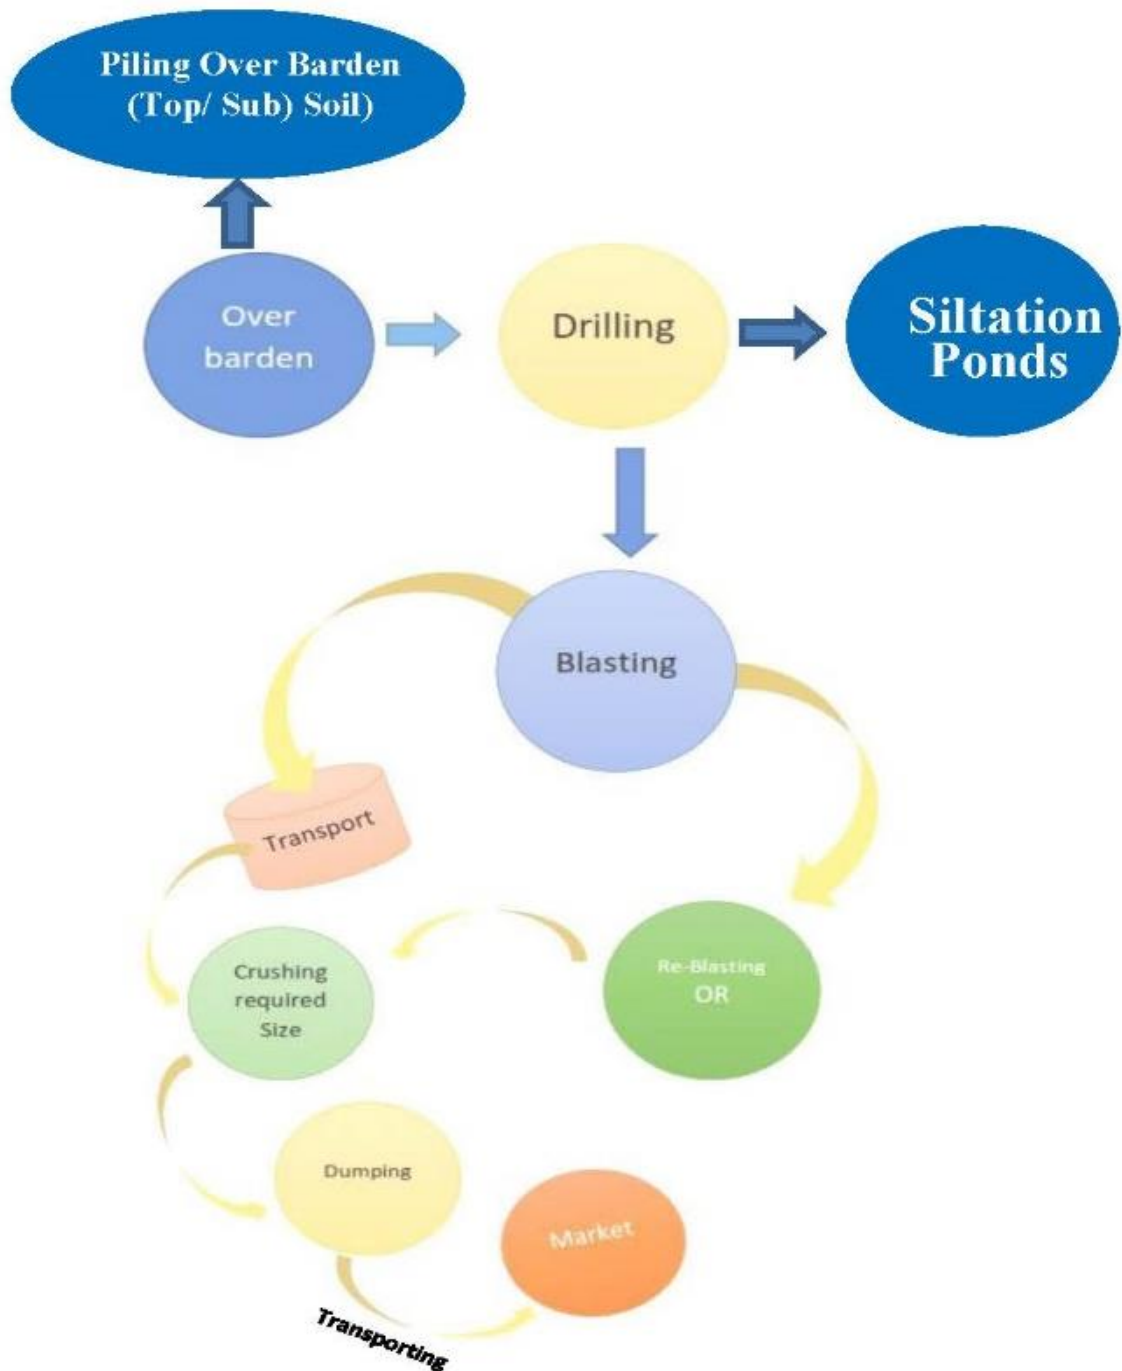 Piling Over Barden
(Top/ Sub) Soil)
Over
barden
Drilling
Siltation
Ponds
Blasting
Transport
Crushing
required
Size
Re-Blasting
OR
Dumping
Market
Transporting